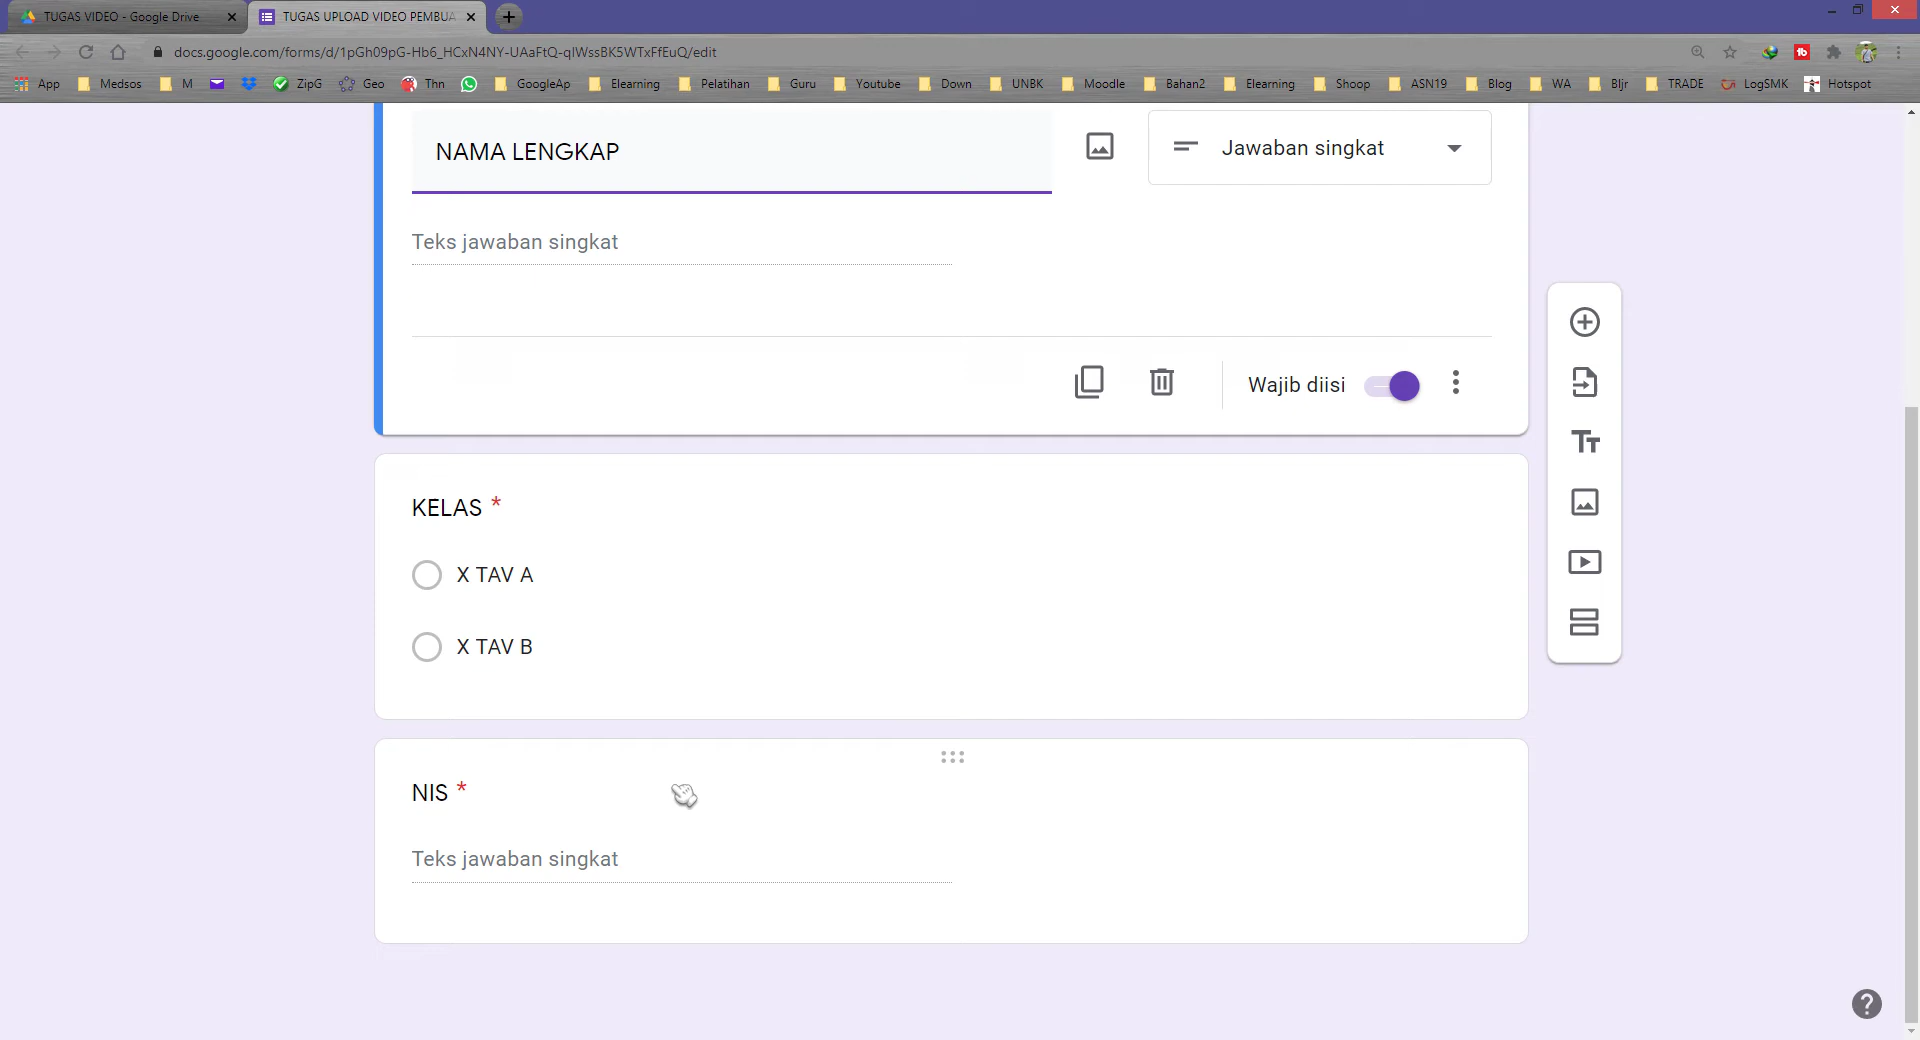 TUGAS VIDEO - Google Drive
TUGAS UPLOAD VIDEO PEMBUA
docs.google.com/forms/d/1pGh09pG-Hb6_HCxN4NY-UAaFtQ-qlWssBK5WTxFfEuQ/edit
App Medsos M ZipG Geo Thn GoogleAp Elearning Pelatihan Guru Youtube Down UNBK Moodle Bahan2 Elearning Shoop ASN19 Blog WA Bljr TRADE LogSMK Hotspot
NAMA LENGKAP
Jawaban singkat
Teks jawaban singkat
Wajib diisi
KELAS *
X TAV A
X TAV B
NIS *
Teks jawaban singkat